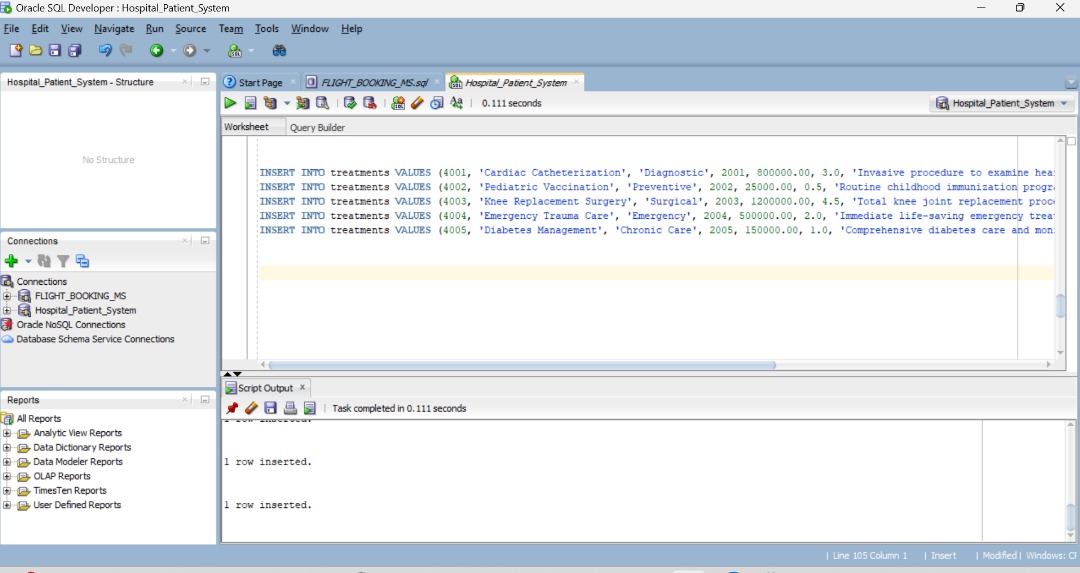 Oracle SQL Developer : Hospital_Patient_System
File Edit View Navigate Run Source Team Tools Window Help
Hospital_Patient_System - Structure
No Structure
Connections
Connections
FLIGHT_BOOKING_MS
Hospital_Patient_System
Oracle NoSQL Connections
Database Schema Service Connections
Reports
All Reports
Analytic View Reports
Data Dictionary Reports
Data Modeler Reports
OLAP Reports
TimesTen Reports
User Defined Reports
Start Page FLIGHT_BOOKING_MS.sql Hospital_Patient_System
0.111 seconds Hospital_Patient_System
Worksheet Query Builder
INSERT INTO treatments VALUES (4001, 'Cardiac Catheterization', 'Diagnostic', 2001, 800000.00, 3.0, 'Invasive procedure to examine hea
INSERT INTO treatments VALUES (4002, 'Pediatric Vaccination', 'Preventive', 2002, 25000.00, 0.5, 'Routine childhood immunization progr
INSERT INTO treatments VALUES (4003, 'Knee Replacement Surgery', 'Surgical', 2003, 1200000.00, 4.5, 'Total knee joint replacement proc
INSERT INTO treatments VALUES (4004, 'Emergency Trauma Care', 'Emergency', 2004, 500000.00, 2.0, 'Immediate life-saving emergency trea
INSERT INTO treatments VALUES (4005, 'Diabetes Management', 'Chronic Care', 2005, 150000.00, 1.0, 'Comprehensive diabetes care and mon
Script Output
Task completed in 0.111 seconds
1 row inserted.
1 row inserted.
Line 105 Column 1 | Insert | Modified | Windows: C